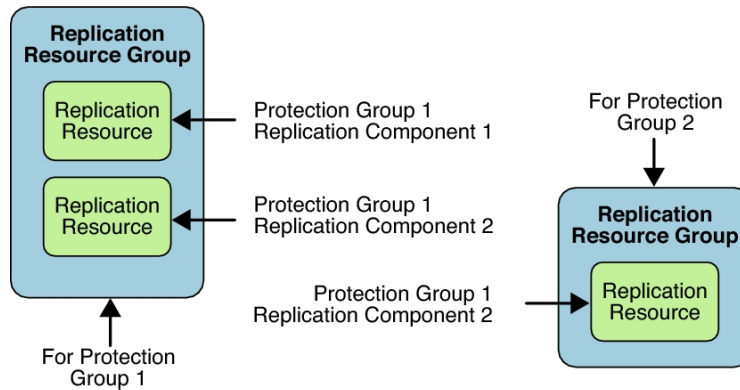 Replication
Resource Group
Replication
Resource
Protection Group 1
Replication Component 1
Replication
Resource
Protection Group 1
Replication Component 2
For Protection
Group 1
For Protection
Group 2
Replication
Resource Group
Protection Group 1
Replication Component 2
Replication
Resource